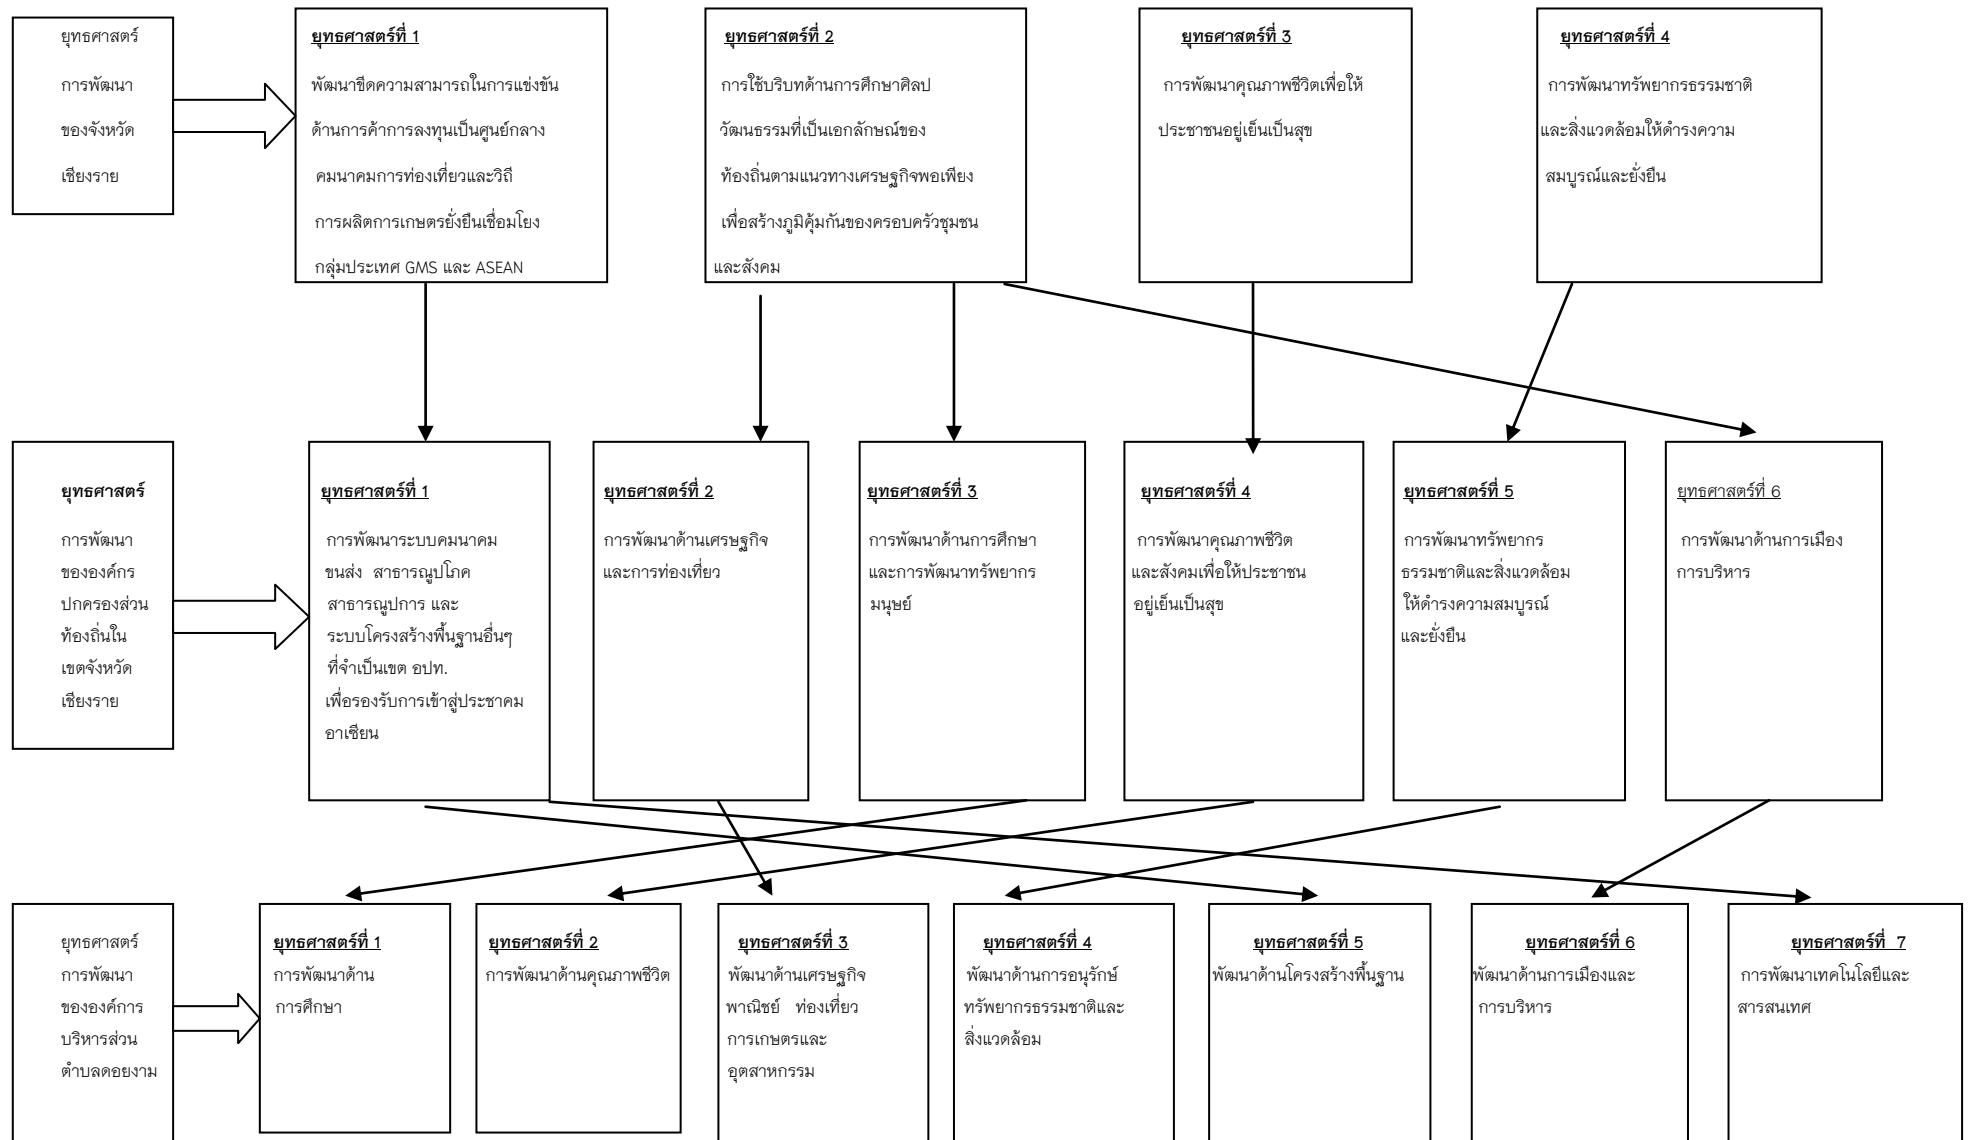 ยุทธศาสตร์
การพัฒนา
ของจังหวัด
เชียงราย
ยุทธศาสตร์ที่ 1
พัฒนาขีดความสามารถในการแข่งขัน
ด้านการค้าการลงทุนเป็นศูนย์กลาง
คมนาคมการท่องเที่ยวและวิถี
การผลิตการเกษตรยั่งยืนเชื่อมโยง
กลุ่มประเทศ GMS และ ASEAN
ยุทธศาสตร์ที่ 2
การใช้บริบทด้านการศึกษาศิลป
วัฒนธรรมที่เป็นเอกลักษณ์ของ
ท้องถิ่นตามแนวทางเศรษฐกิจพอเพียง
เพื่อสร้างภูมิคุ้มกันของครอบครัวชุมชน
และสังคม
ยุทธศาสตร์ที่ 3
การพัฒนาคุณภาพชีวิตเพื่อให้
ประชาชนอยู่เย็นเป็นสุข
ยุทธศาสตร์ที่ 4
การพัฒนาทรัพยากรธรรมชาติ
และสิ่งแวดล้อมให้ดำรงความ
สมบูรณ์และยั่งยืน
ยุทธศาสตร์
การพัฒนา
ขององค์กร
ปกครองส่วน
ท้องถิ่นใน
เขตจังหวัด
เชียงราย
ยุทธศาสตร์ที่ 1
การพัฒนาระบบคมนาคม
ขนส่ง สาธารณูปโภค
สาธารณูปการ และ
ระบบโครงสร้างพื้นฐานอื่นๆ
ที่จำเป็นเขต อปท.
เพื่อรองรับการเข้าสู่ประชาคม
อาเซียน
ยุทธศาสตร์ที่ 2
การพัฒนาด้านเศรษฐกิจ
และการท่องเที่ยว
ยุทธศาสตร์ที่ 3
การพัฒนาด้านการศึกษา
และการพัฒนาทรัพยากร
มนุษย์
ยุทธศาสตร์ที่ 4
การพัฒนาคุณภาพชีวิต
และสังคมเพื่อให้ประชาชน
อยู่เย็นเป็นสุข
ยุทธศาสตร์ที่ 5
การพัฒนาทรัพยากร
ธรรมชาติและสิ่งแวดล้อม
ให้ดำรงความสมบูรณ์
และยั่งยืน
ยุทธศาสตร์ที่ 6
การพัฒนาด้านการเมือง
การบริหาร
ยุทธศาสตร์
การพัฒนา
ขององค์การ
บริหารส่วน
ตำบลดอยงาม
ยุทธศาสตร์ที่ 1
การพัฒนาด้าน
การศึกษา
ยุทธศาสตร์ที่ 2
การพัฒนาด้านคุณภาพชีวิต
ยุทธศาสตร์ที่ 3
พัฒนาด้านเศรษฐกิจ
พาณิชย์ ท่องเที่ยว
การเกษตรและ
อุตสาหกรรม
ยุทธศาสตร์ที่ 4
พัฒนาด้านการอนุรักษ์
ทรัพยากรธรรมชาติและ
สิ่งแวดล้อม
ยุทธศาสตร์ที่ 5
พัฒนาด้านโครงสร้างพื้นฐาน
ยุทธศาสตร์ที่ 6
พัฒนาด้านการเมืองและ
การบริหาร
ยุทธศาสตร์ที่ 7
การพัฒนาเทคโนโลยีและ
สารสนเทศ